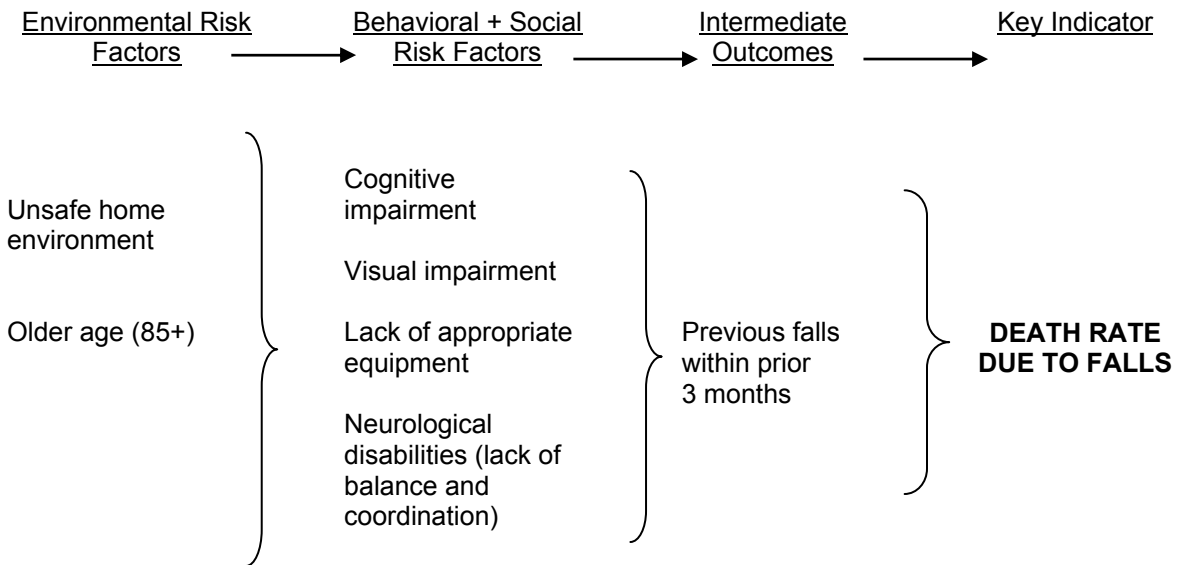 Environmental Risk
Factors
Behavioral + Social
Risk Factors
Intermediate
Outcomes
Key Indicator
Unsafe home
environment
Older age (85+)
Cognitive
impairment
Visual impairment
Lack of appropriate
equipment
Neurological
disabilities (lack of
balance and
coordination)
Previous falls
within prior
3 months
DEATH RATE
DUE TO FALLS